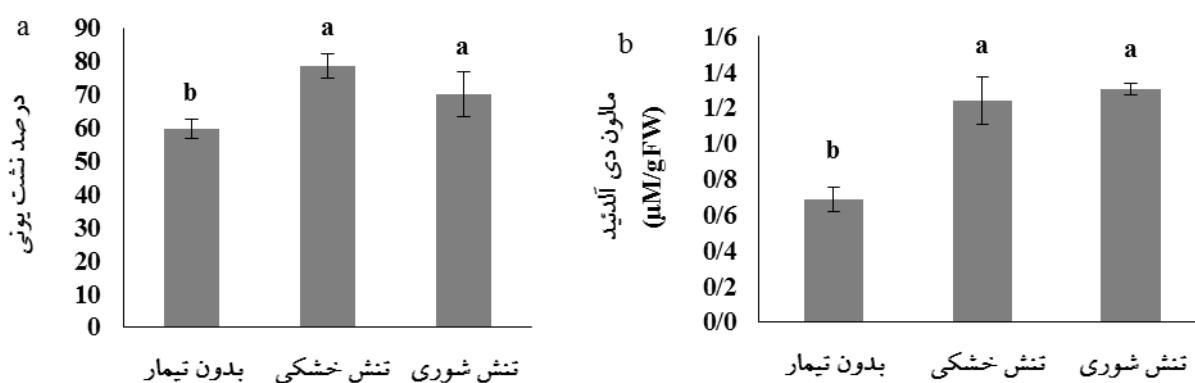 a
درصد نشت یونی
90
80
70
60
50
40
30
20
10
0
b
a
a
بدون تیمار
تنش خشکی
تنش شوری
b
مالون دی آلدئید
(µM/gFW)
1/6
1/4
1/2
1/0
0/8
0/6
0/4
0/2
0/0
b
a
a
بدون تیمار
تنش خشکی
تنش شوری